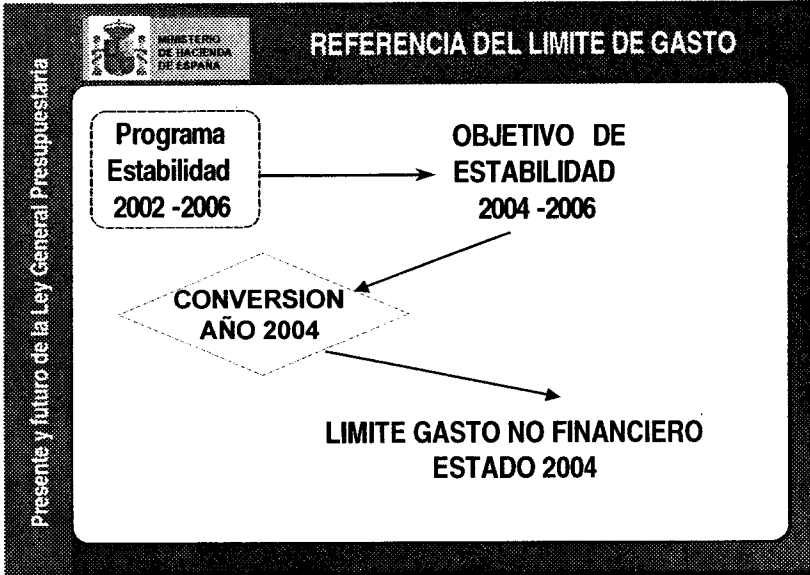 MINISTERIO
DE HACIENDA
DE ESPAÑA
REFERENCIA DEL LIMITE DE GASTO
Presente y futuro de la Ley General Presupuestaria
Programa
Estabilidad
2002 -2006
OBJETIVO DE
ESTABILIDAD
2004 -2006
CONVERSION
AÑO 2004
LIMITE GASTO NO FINANCIERO
ESTADO 2004